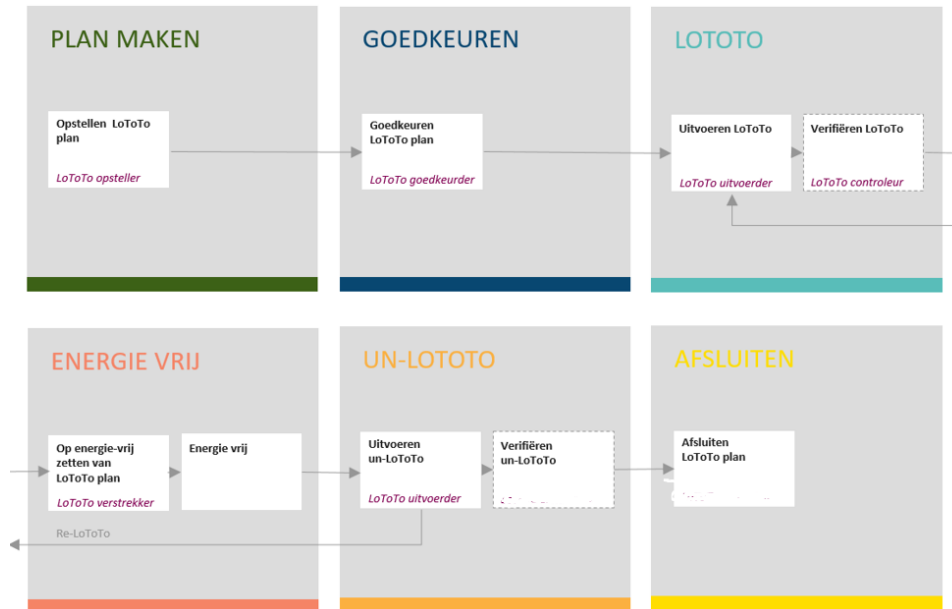 PLAN MAKEN
Opstellen LoToTo
plan
LoToTo opsteller
GOEDKEUREN
Goedkeuren
LoToTo plan
LoToTo goedkeurder
LOTOTO
Uitvoeren LoToTo
LoToTo uitvoerder
Verifiëren LoToTo
LoToTo controleur
ENERGIE VRIJ
Op energie-vrij
zetten van
LoToTo plan
LoToTo verstrekker
Energie vrij
Re-LoToTo
UN-LOTOTO
Uitvoeren
un-LoToTo
LoToTo uitvoerder
Verifiëren
un-LoToTo
AFSLUITEN
Afsluiten
LoToTo plan